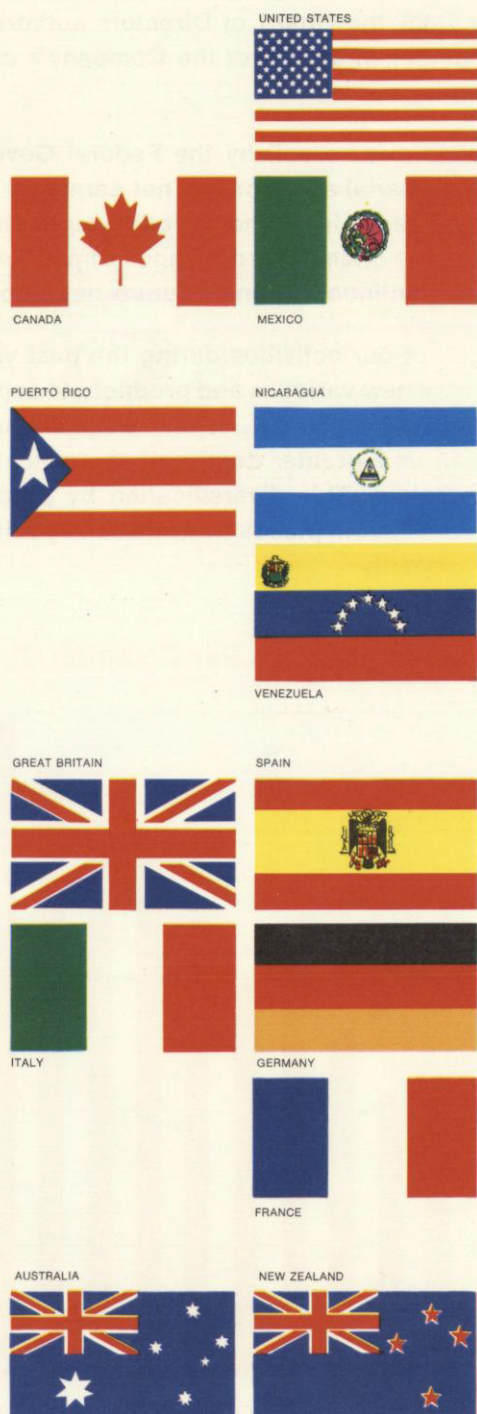 UNITED STATES
CANADA
MEXICO
PUERTO RICO
NICARAGUA
VENEZUELA
GREAT BRITAIN
SPAIN
ITALY
GERMANY
FRANCE
AUSTRALIA
NEW ZEALAND